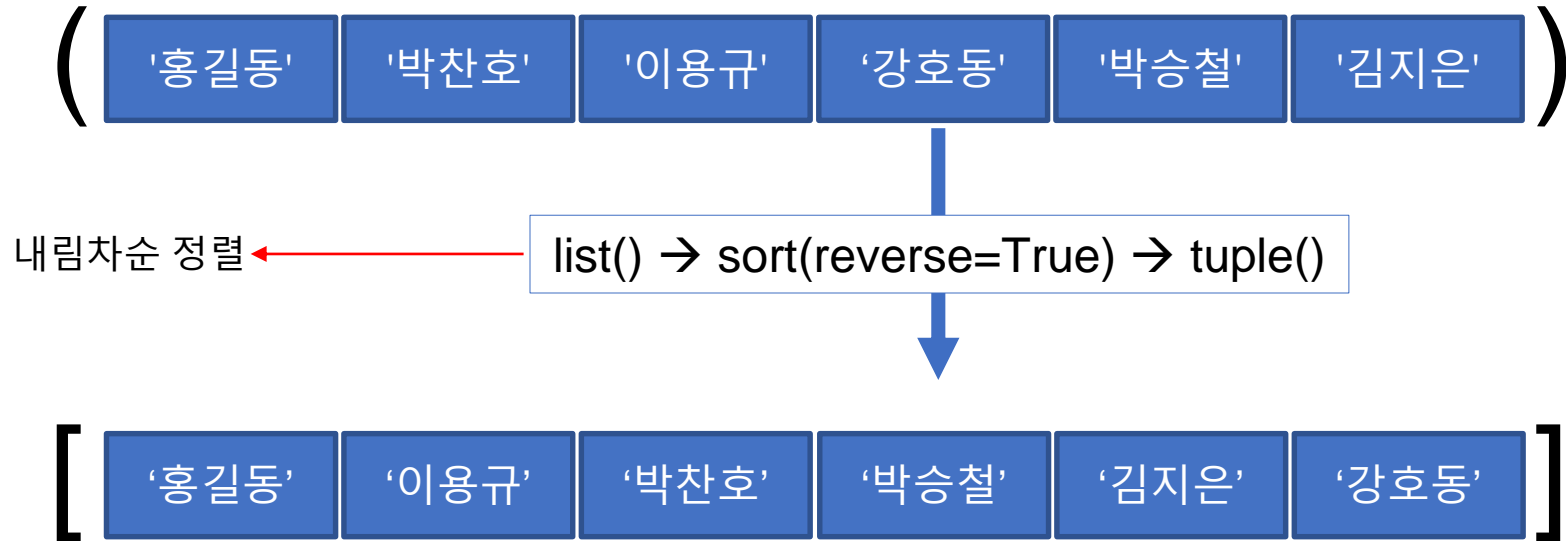 ( '홍길동' '박찬호' '이용규' ‘강호동' '박승철' '김지은' )
내림차순 정렬
list() → sort(reverse=True) → tuple()
[ ‘홍길동’ ‘이용규’ ‘박찬호’ ‘박승철’ ‘김지은’ ‘강호동’ ]